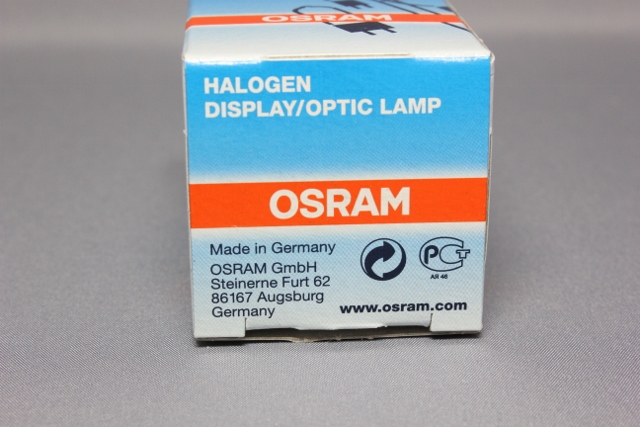 OSRAM
HALOGEN
DISPLAY/OPTIC LAMP
OSRAM
Made in Germany
OSRAM GmbH
Steinerne Furt 62
86167 Augsburg
Germany
РСТ
AR 46
www.osram.com